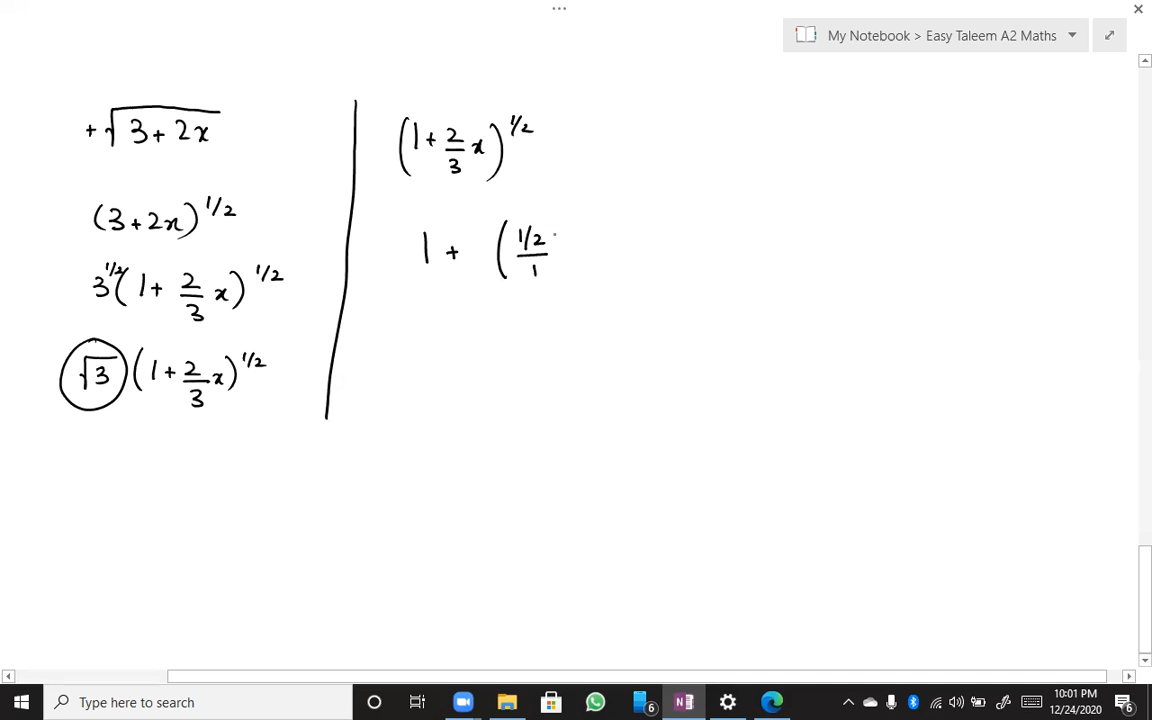 My Notebook > Easy Taleem A2 Maths
+√(3+2x)
(3+2x)^1/2
3^1/2(1+2/3 x)^1/2
√3(1+2/3 x)^1/2
(1+2/3 x)^1/2
1 + (1/2/1
Type here to search
6
10:01 PM
12/24/2020
6